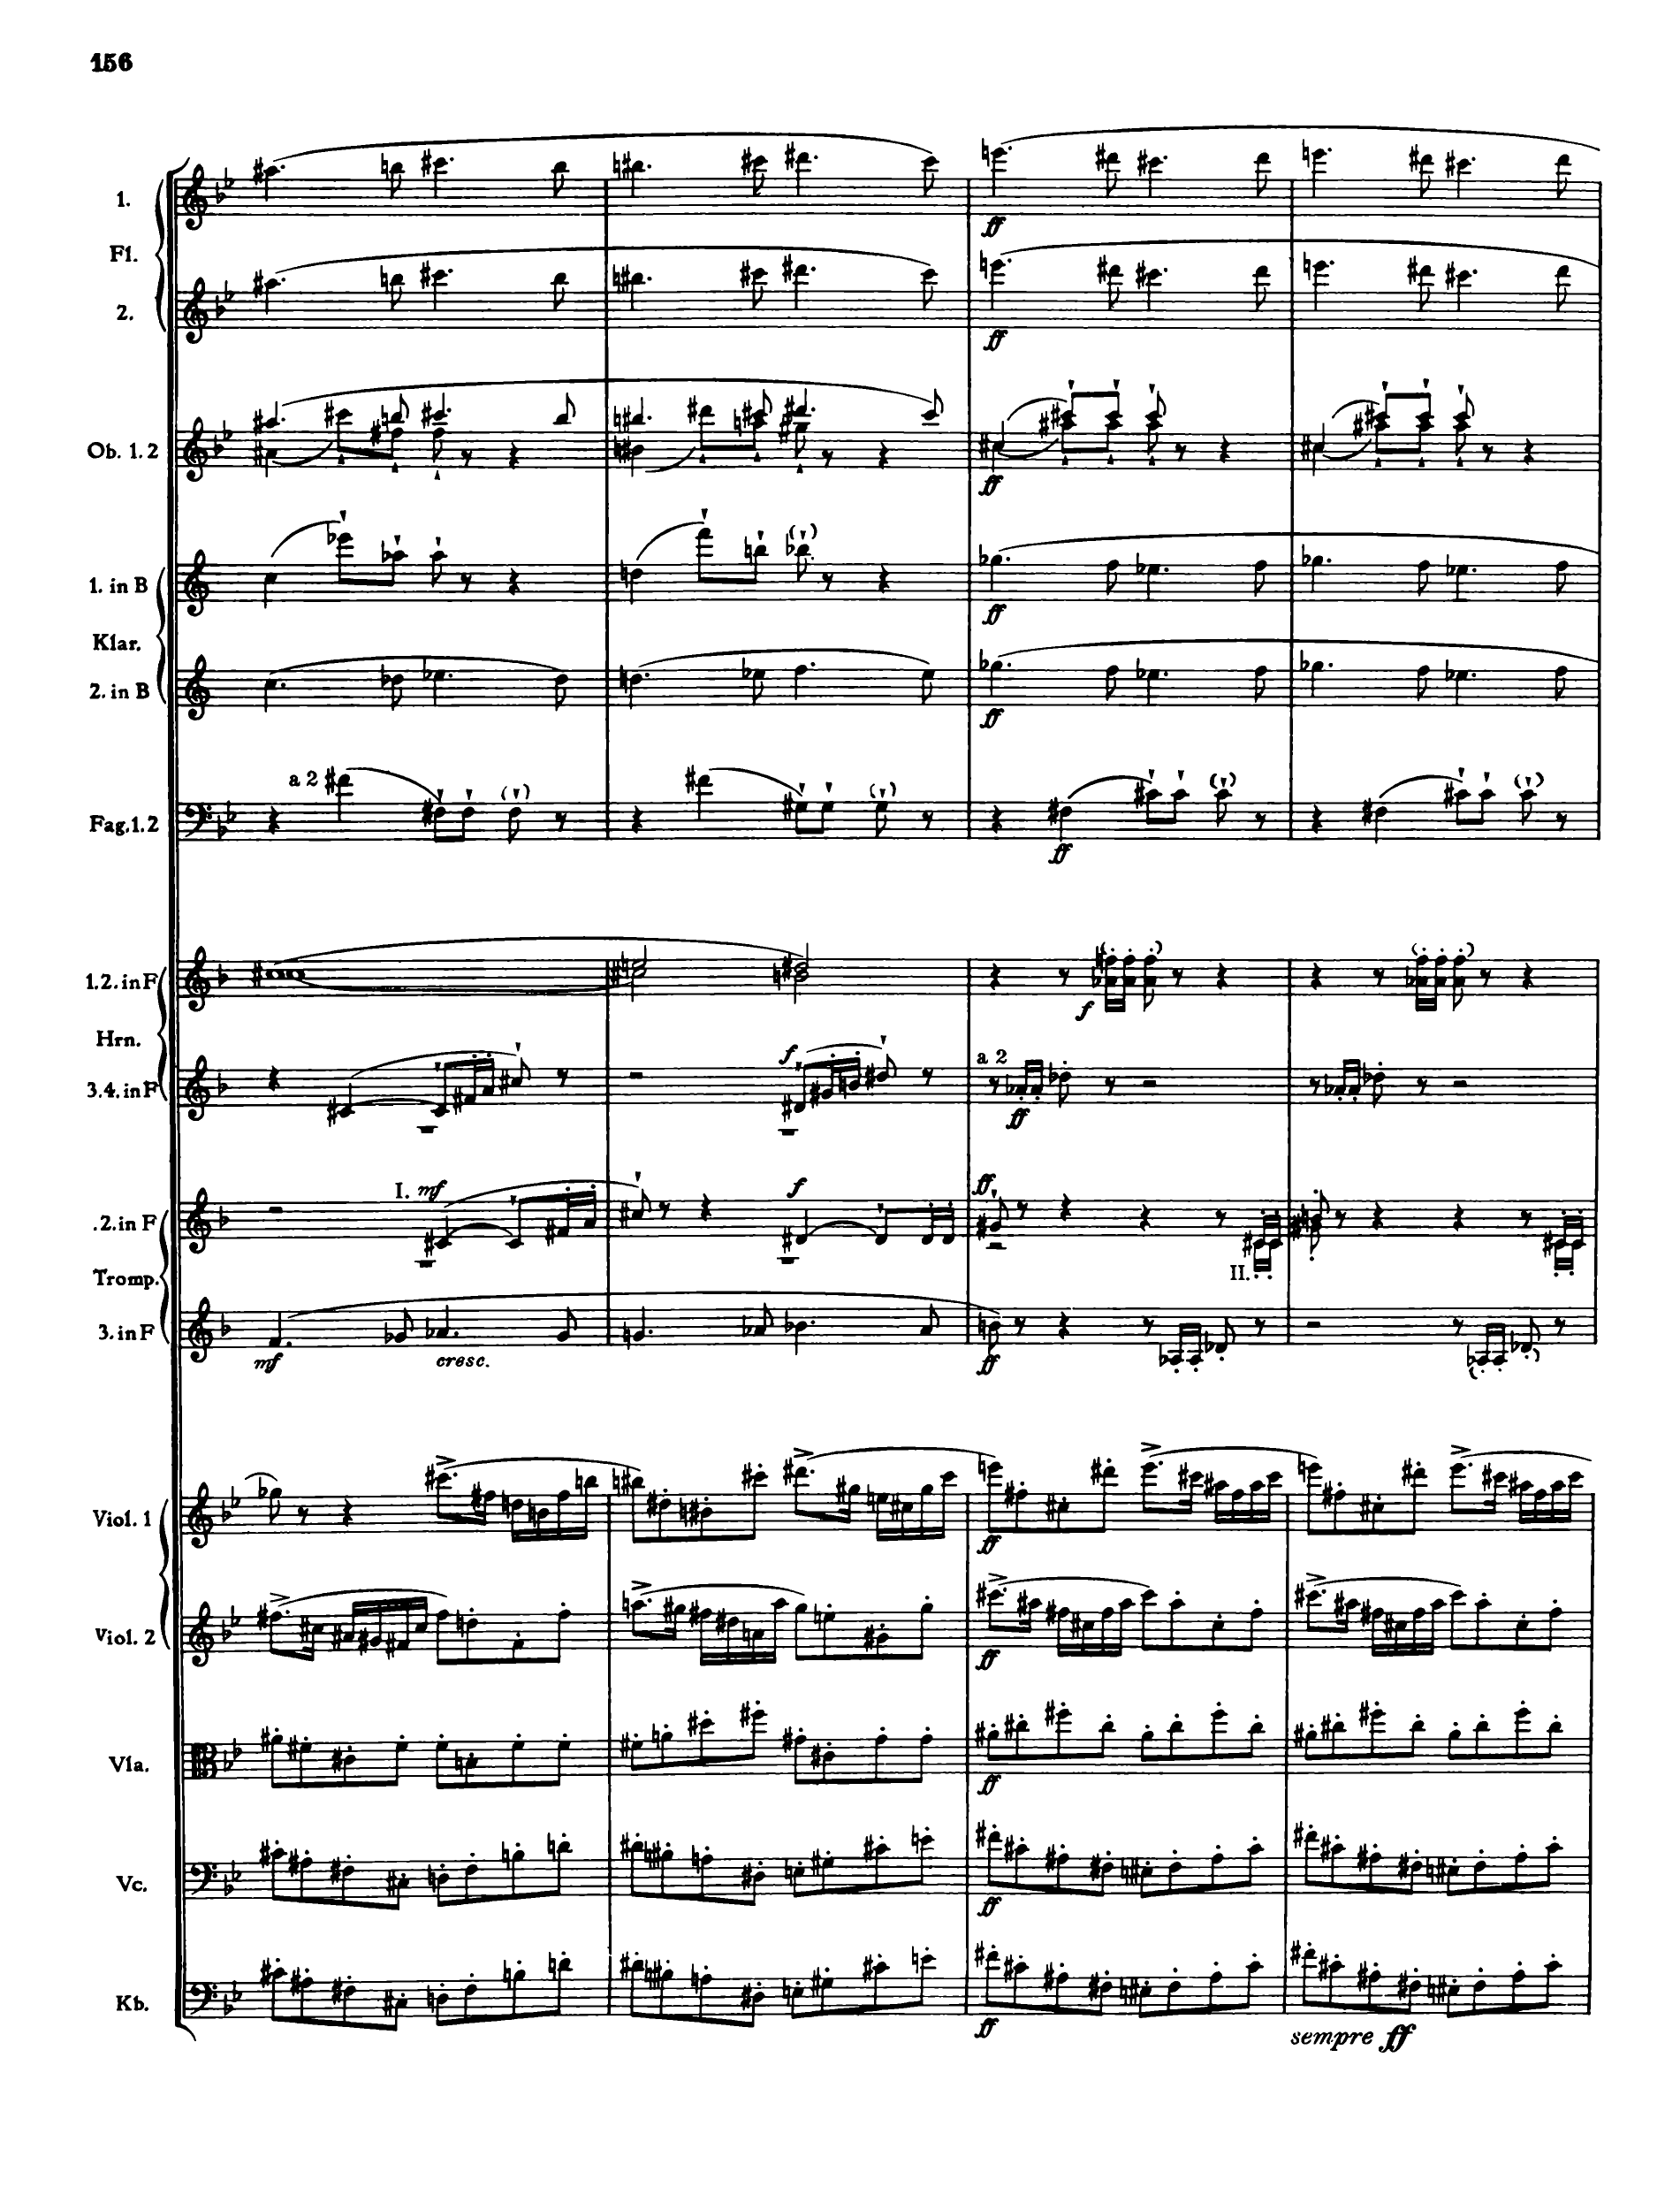 156
1.
Fl.
2.
ff
ff
Ob. 1. 2
ff
1. in B
ff
Klar.
2. in B
ff
a 2
Fag.1.2
ff
1.2. in F
f
Hrn.
f
a 2
3.4. in F
ff
I. mf
f
ff
.2. in F
II.
Tromp.
3. in F
mf
cresc.
ff
Viol. 1
ff
Viol. 2
ff
Vla.
ff
Vc.
ff
Kb.
ff
sempre ff